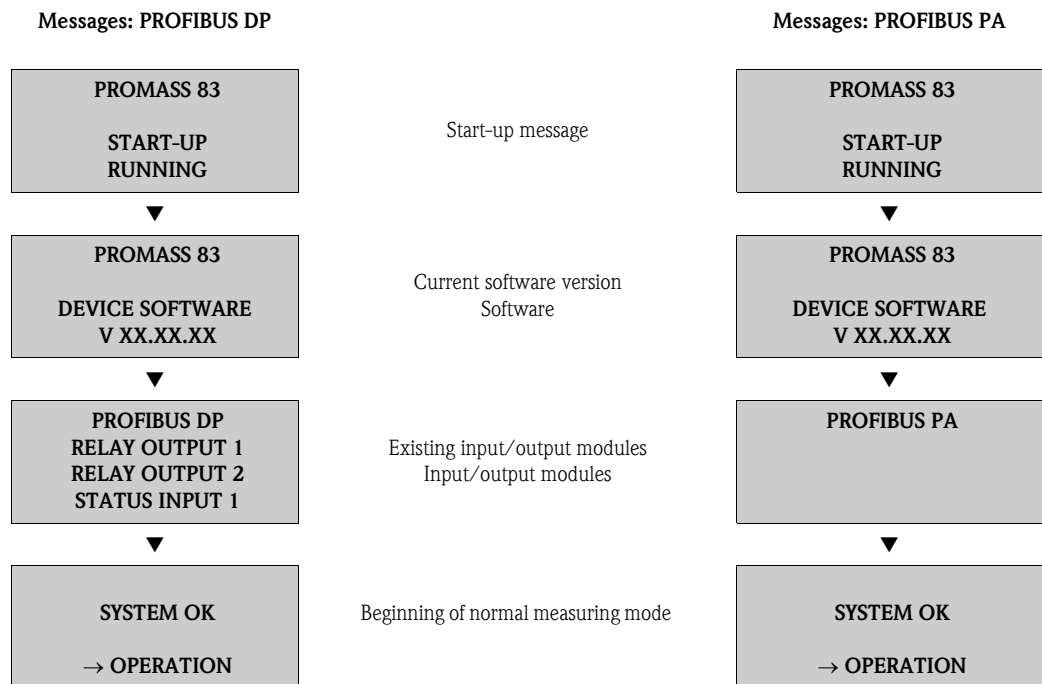 Messages: PROFIBUS DP
Messages: PROFIBUS PA
PROMASS 83
START-UP
RUNNING
Start-up message
PROMASS 83
START-UP
RUNNING
▼
▼
PROMASS 83
DEVICE SOFTWARE
V XX.XX.XX
Current software version
Software
PROMASS 83
DEVICE SOFTWARE
V XX.XX.XX
▼
▼
PROFIBUS DP
RELAY OUTPUT 1
RELAY OUTPUT 2
STATUS INPUT 1
Existing input/output modules
Input/output modules
PROFIBUS PA
▼
▼
SYSTEM OK
→ OPERATION
Beginning of normal measuring mode
SYSTEM OK
→ OPERATION